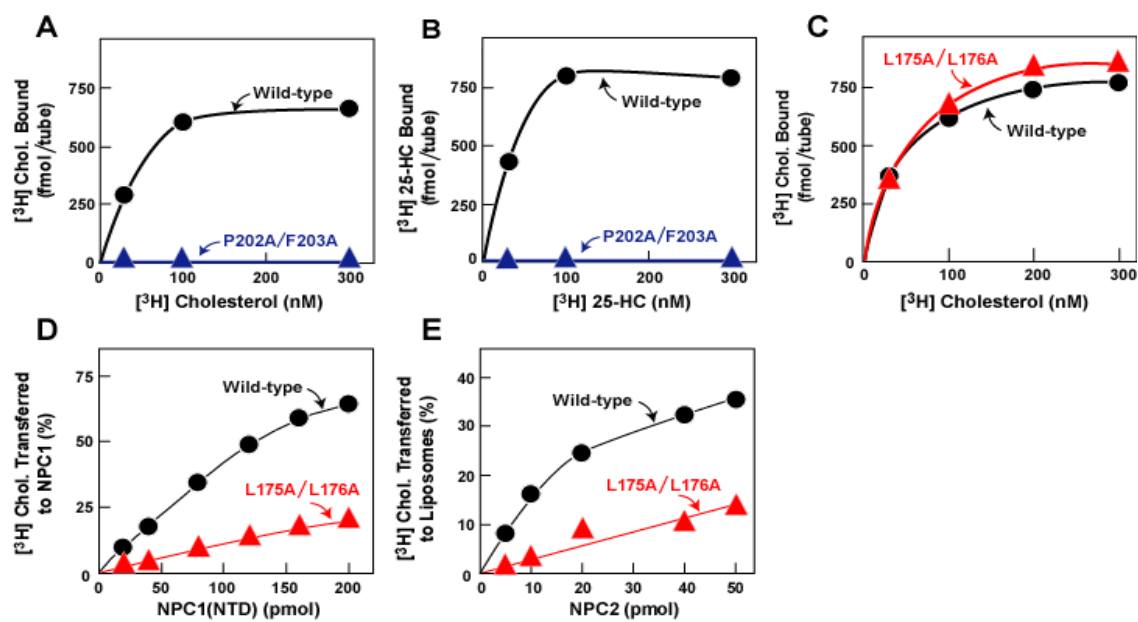 A
[³H] Chol. Bound
(fmol/tube)
750
500
250
0
Wild-type
P202A/F203A
0 100 200 300
[³H] Cholesterol (nM)
B
[³H] 25-HC Bound
(fmol/tube)
750
500
250
0
Wild-type
P202A/F203A
0 100 200 300
[³H] 25-HC (nM)
C
[³H] Chol. Bound
(fmol/tube)
750
500
250
0
L175A/L176A
Wild-type
0 100 200 300
[³H] Cholesterol (nM)
D
[³H] Chol. Transferred
to NPC1 (%)
75
50
25
0
Wild-type
L175A/L176A
0 50 100 150 200
NPC1(NTD) (pmol)
E
[³H] Chol. Transferred
to Liposomes (%)
40
30
20
10
0
Wild-type
L175A/L176A
0 10 20 30 40 50
NPC2 (pmol)